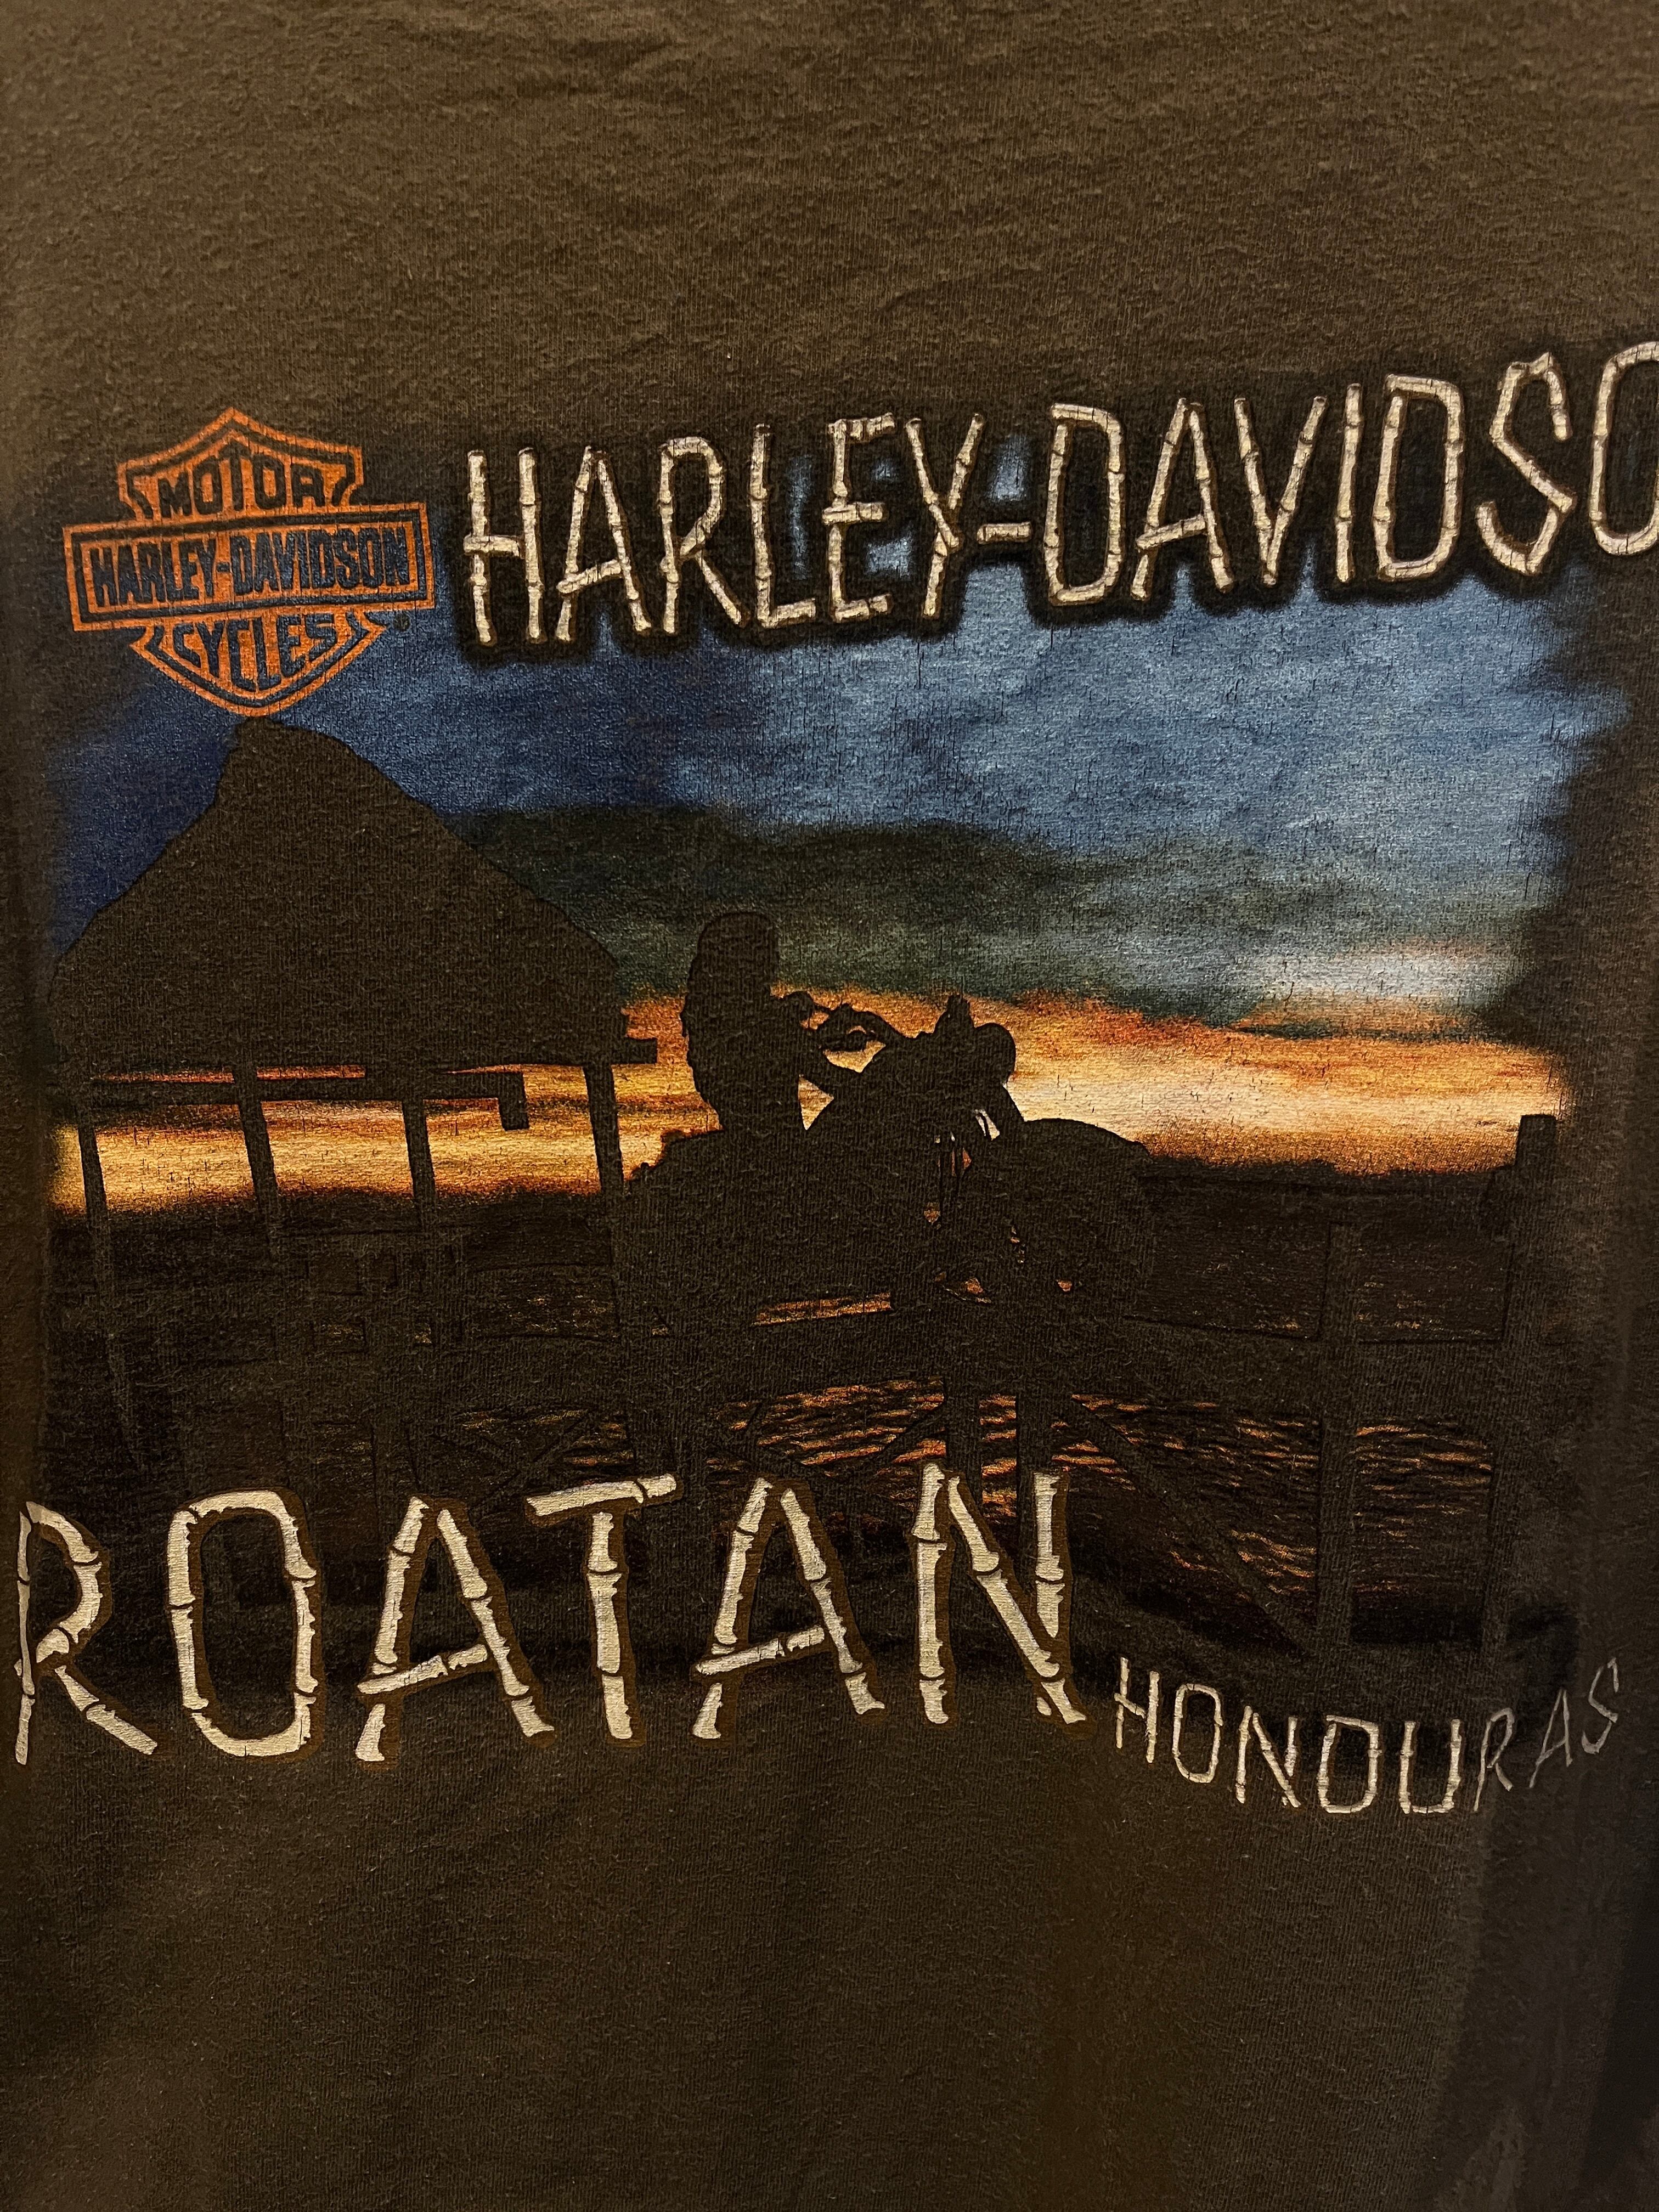 MOTOR
HARLEY-DAVIDSON
CYCLES
®
HARLEY-DAVIDSO
ROATAN
HONDURAS